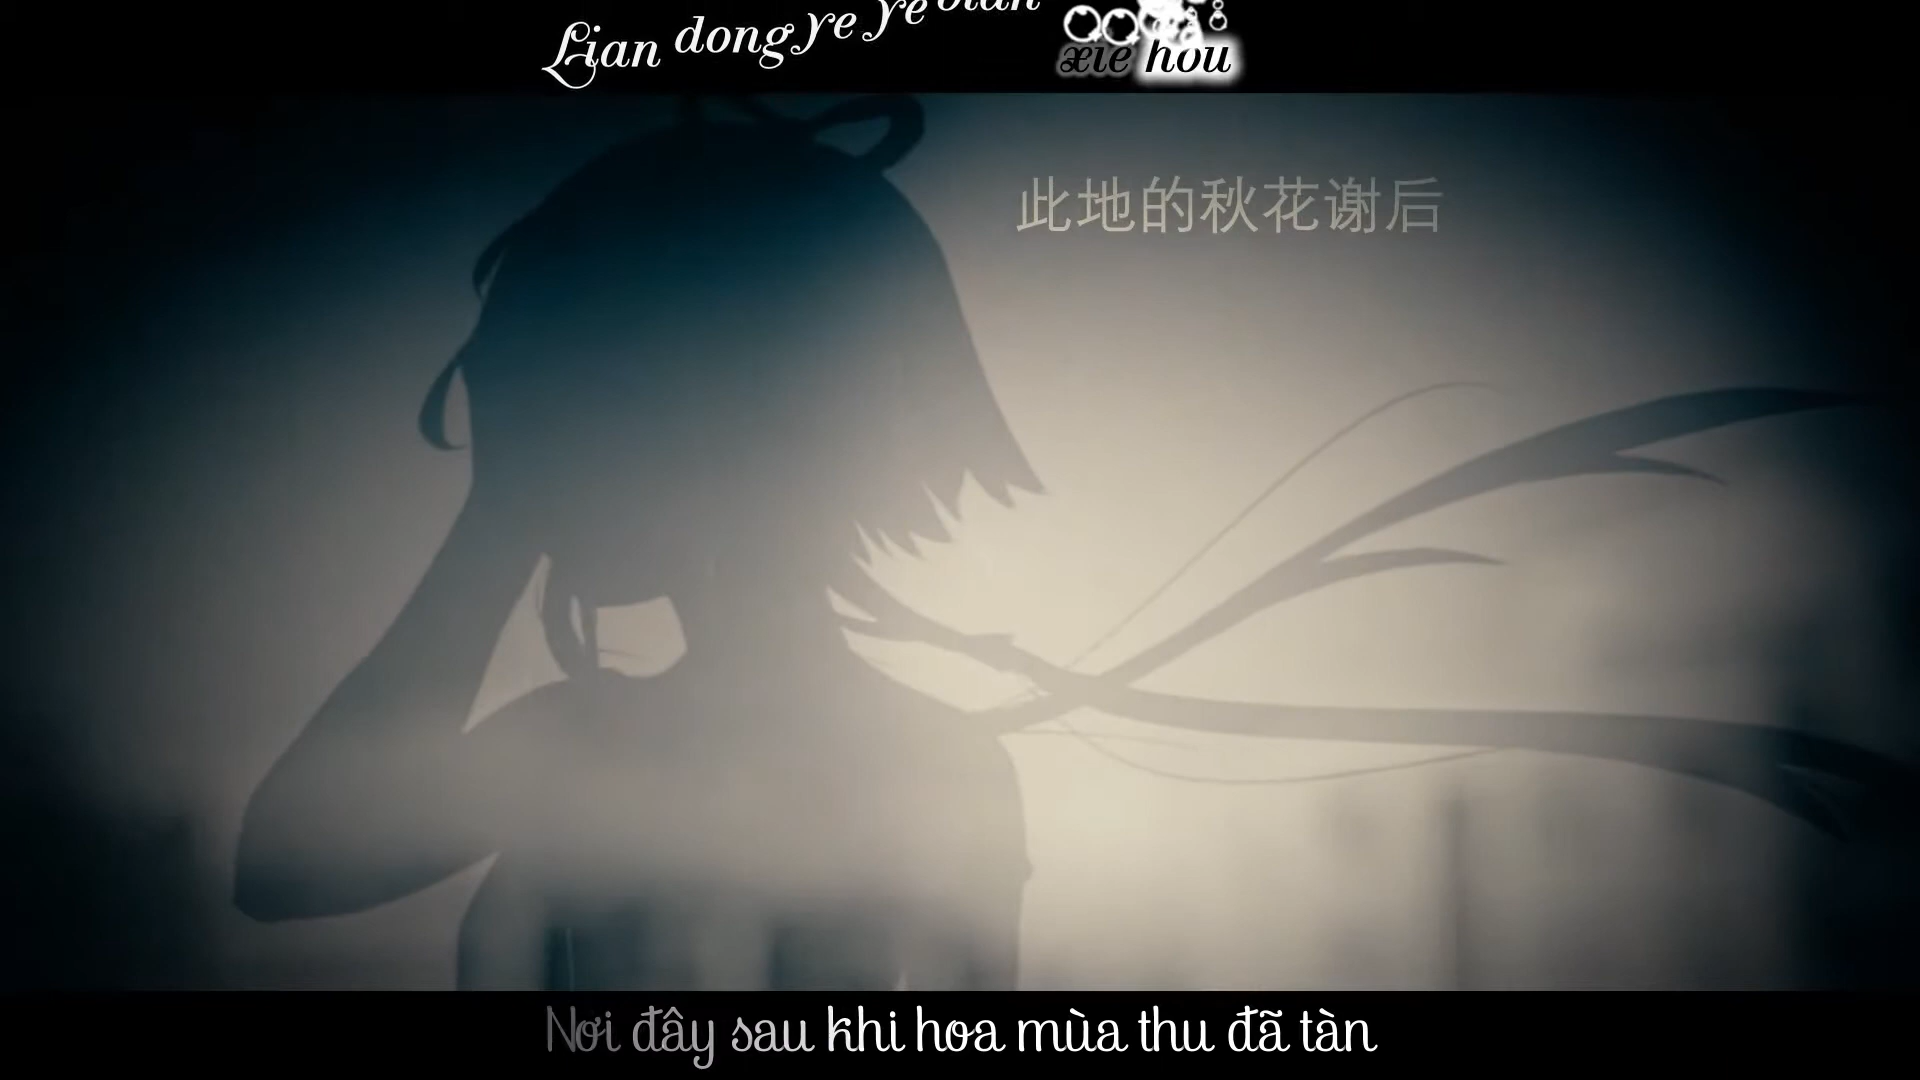 Lian dong ye ye
xie hou
此地的秋花谢后
Nơi đây sau khi hoa mùa thu đã tàn